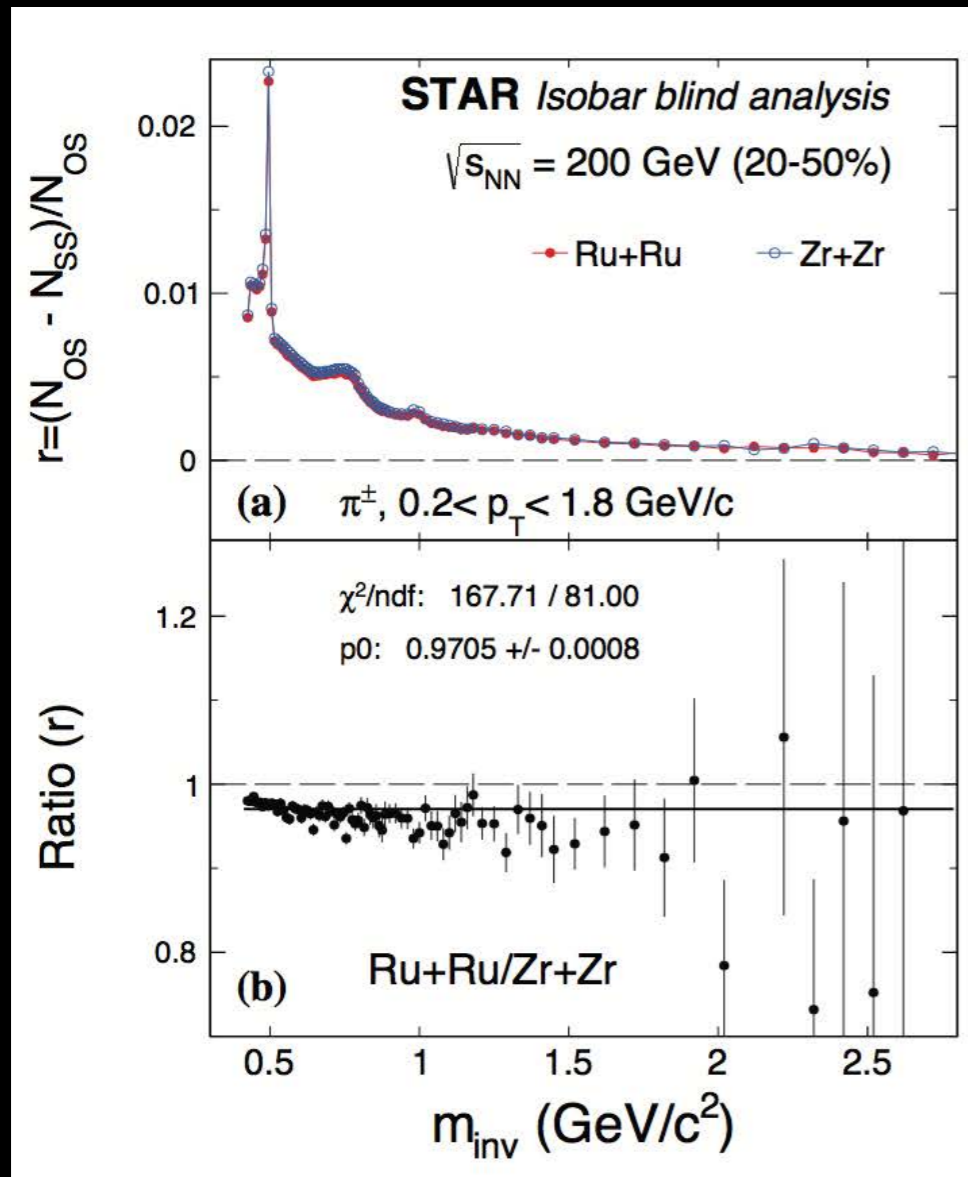 STAR Isobar blind analysis
√sNN = 200 GeV (20-50%)
Ru+Ru Zr+Zr
r=(NOS - NSS)/NOS
0.02
0.01
0
(a) π±, 0.2< pT< 1.8 GeV/c
χ2/ndf: 167.71 / 81.00
p0: 0.9705 +/- 0.0008
Ratio (r)
1.2
1
0.8
(b) Ru+Ru/Zr+Zr
0.5 1 1.5 2 2.5
minv (GeV/c2)